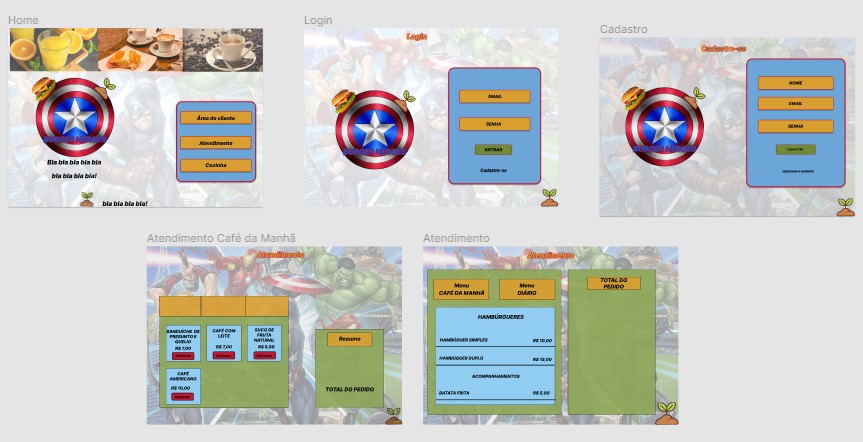 Home
Área do cliente
Atendimento
Cozinha
Bla bla bla bla bla
bla bla bla bla!
bla bla bla bla!
Login
Login
EMAIL
SENHA
ENTRAR
Cadastre-se
Cadastro
Cadastre-se
NOME
EMAIL
SENHA
Atendimento Café da Manhã
Atendimento
SANDUÍCHE DE
PRESUNTO E
QUEIJO
R$ 7,00
CAFÉ COM
LEITE
R$ 7,00
SUCO DE
FRUTA
NATURAL
R$ 5,00
CAFÉ
AMERICANO
R$ 10,00
Resumo
TOTAL DO PEDIDO
Atendimento
Atendimento
Menu
CAFÉ DA MANHÃ
Menu
DIÁRIO
HAMBÚRGUERES
HAMBÚGUER SIMPLES R$ 10,00
HAMBÚGUER DUPLO R$ 15,00
ACOMPANHAMENTOS
BATATA FRITA R$ 5,00
TOTAL DO
PEDIDO